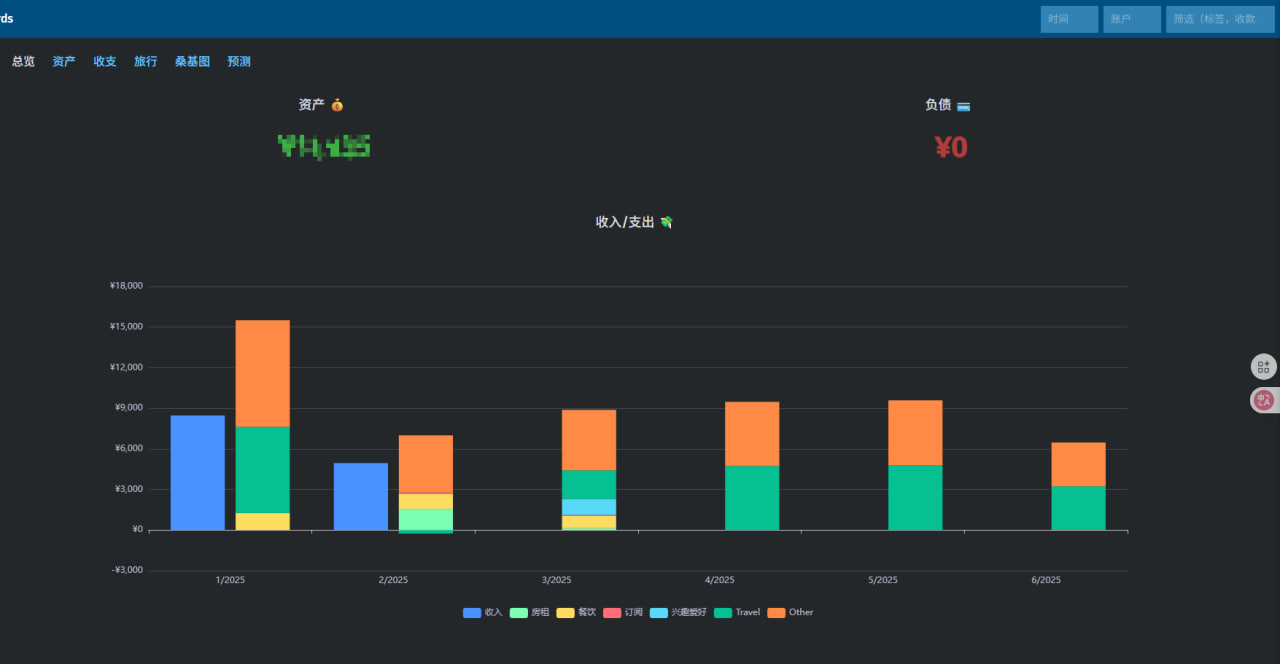 rds
时间 账户 筛选（标签，收款
总览 资产 收支 旅行 桑基图 预测
资产 负债
¥0
收入/支出
¥18,000
¥15,000
¥12,000
¥9,000
¥6,000
¥3,000
¥0
-¥3,000
1/2025 2/2025 3/2025 4/2025 5/2025 6/2025
收入 房租 餐饮 订阅 兴趣爱好 Travel Other